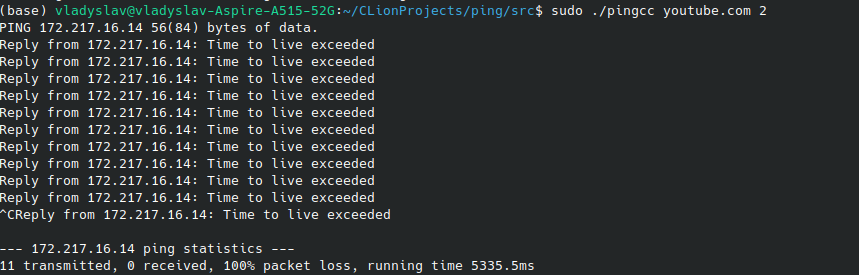 (base) vladyslav@vladyslav-Aspire-A515-52G:~/CLionProjects/ping/src$ sudo ./pingcc youtube.com 2
PING 172.217.16.14 56(84) bytes of data.
Reply from 172.217.16.14: Time to live exceeded
Reply from 172.217.16.14: Time to live exceeded
Reply from 172.217.16.14: Time to live exceeded
Reply from 172.217.16.14: Time to live exceeded
Reply from 172.217.16.14: Time to live exceeded
Reply from 172.217.16.14: Time to live exceeded
Reply from 172.217.16.14: Time to live exceeded
Reply from 172.217.16.14: Time to live exceeded
Reply from 172.217.16.14: Time to live exceeded
Reply from 172.217.16.14: Time to live exceeded
^CReply from 172.217.16.14: Time to live exceeded
--- 172.217.16.14 ping statistics ---
11 transmitted, 0 received, 100% packet loss, running time 5335.5ms